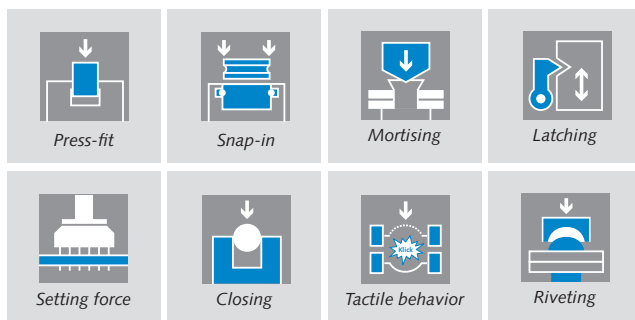 Press-fit
Snap-in
Mortising
Latching
Klick
Setting force
Closing
Tactile behavior
Riveting